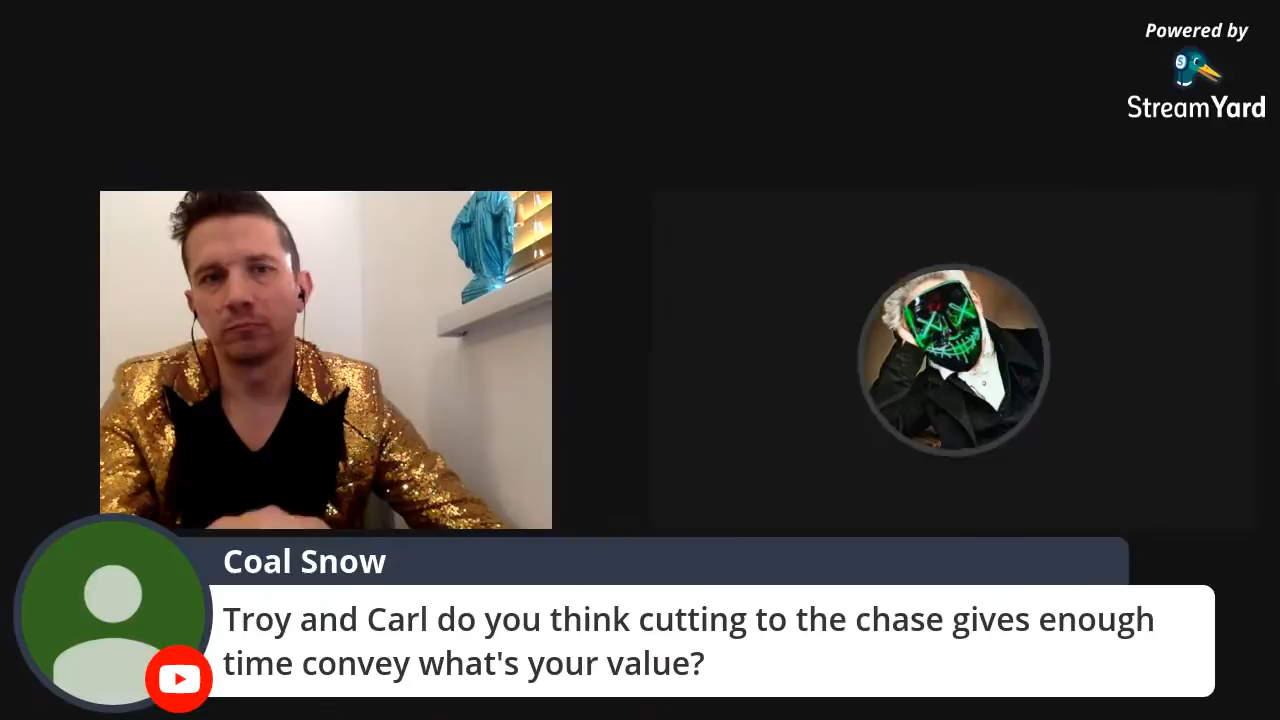 Powered by
StreamYard
Coal Snow
Troy and Carl do you think cutting to the chase gives enough
time convey what's your value?